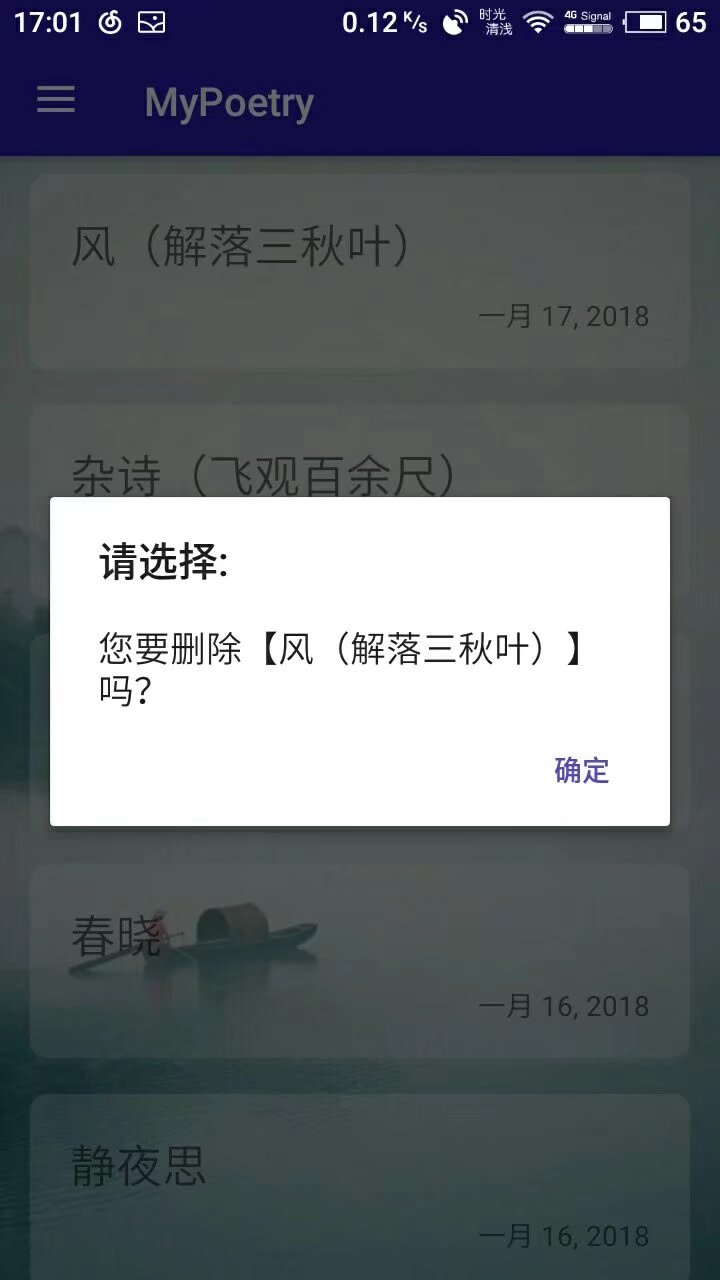 17:01 0.12 K/s 时光清浅 4G Signal 65
MyPoetry
风（解落三秋叶）
一月 17, 2018
杂诗（飞观百余尺）
请选择:
您要删除【风（解落三秋叶）】
吗?
确定
春晓
一月 16, 2018
静夜思
一月 16, 2018